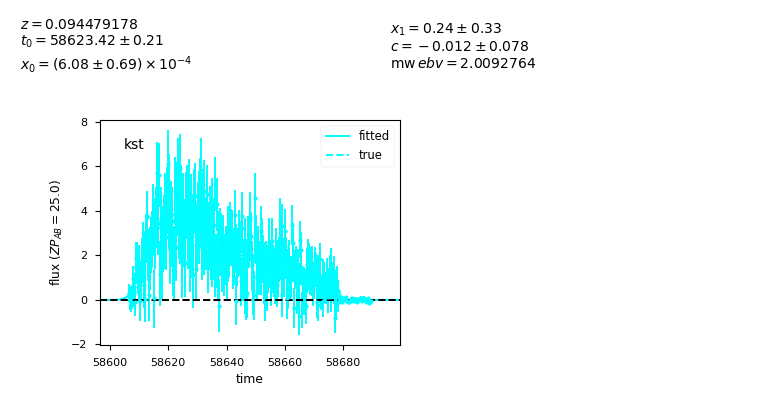 z = 0.094479178
t₀ = 58623.42 ± 0.21
x₀ = (6.08 ± 0.69) × 10⁻⁴
x₁ = 0.24 ± 0.33
c = −0.012 ± 0.078
mw ebv = 2.0092764
kst
fitted
true
8
6
4
2
0
−2
flux (ZP_AB = 25.0)
58600 58620 58640 58660 58680
time